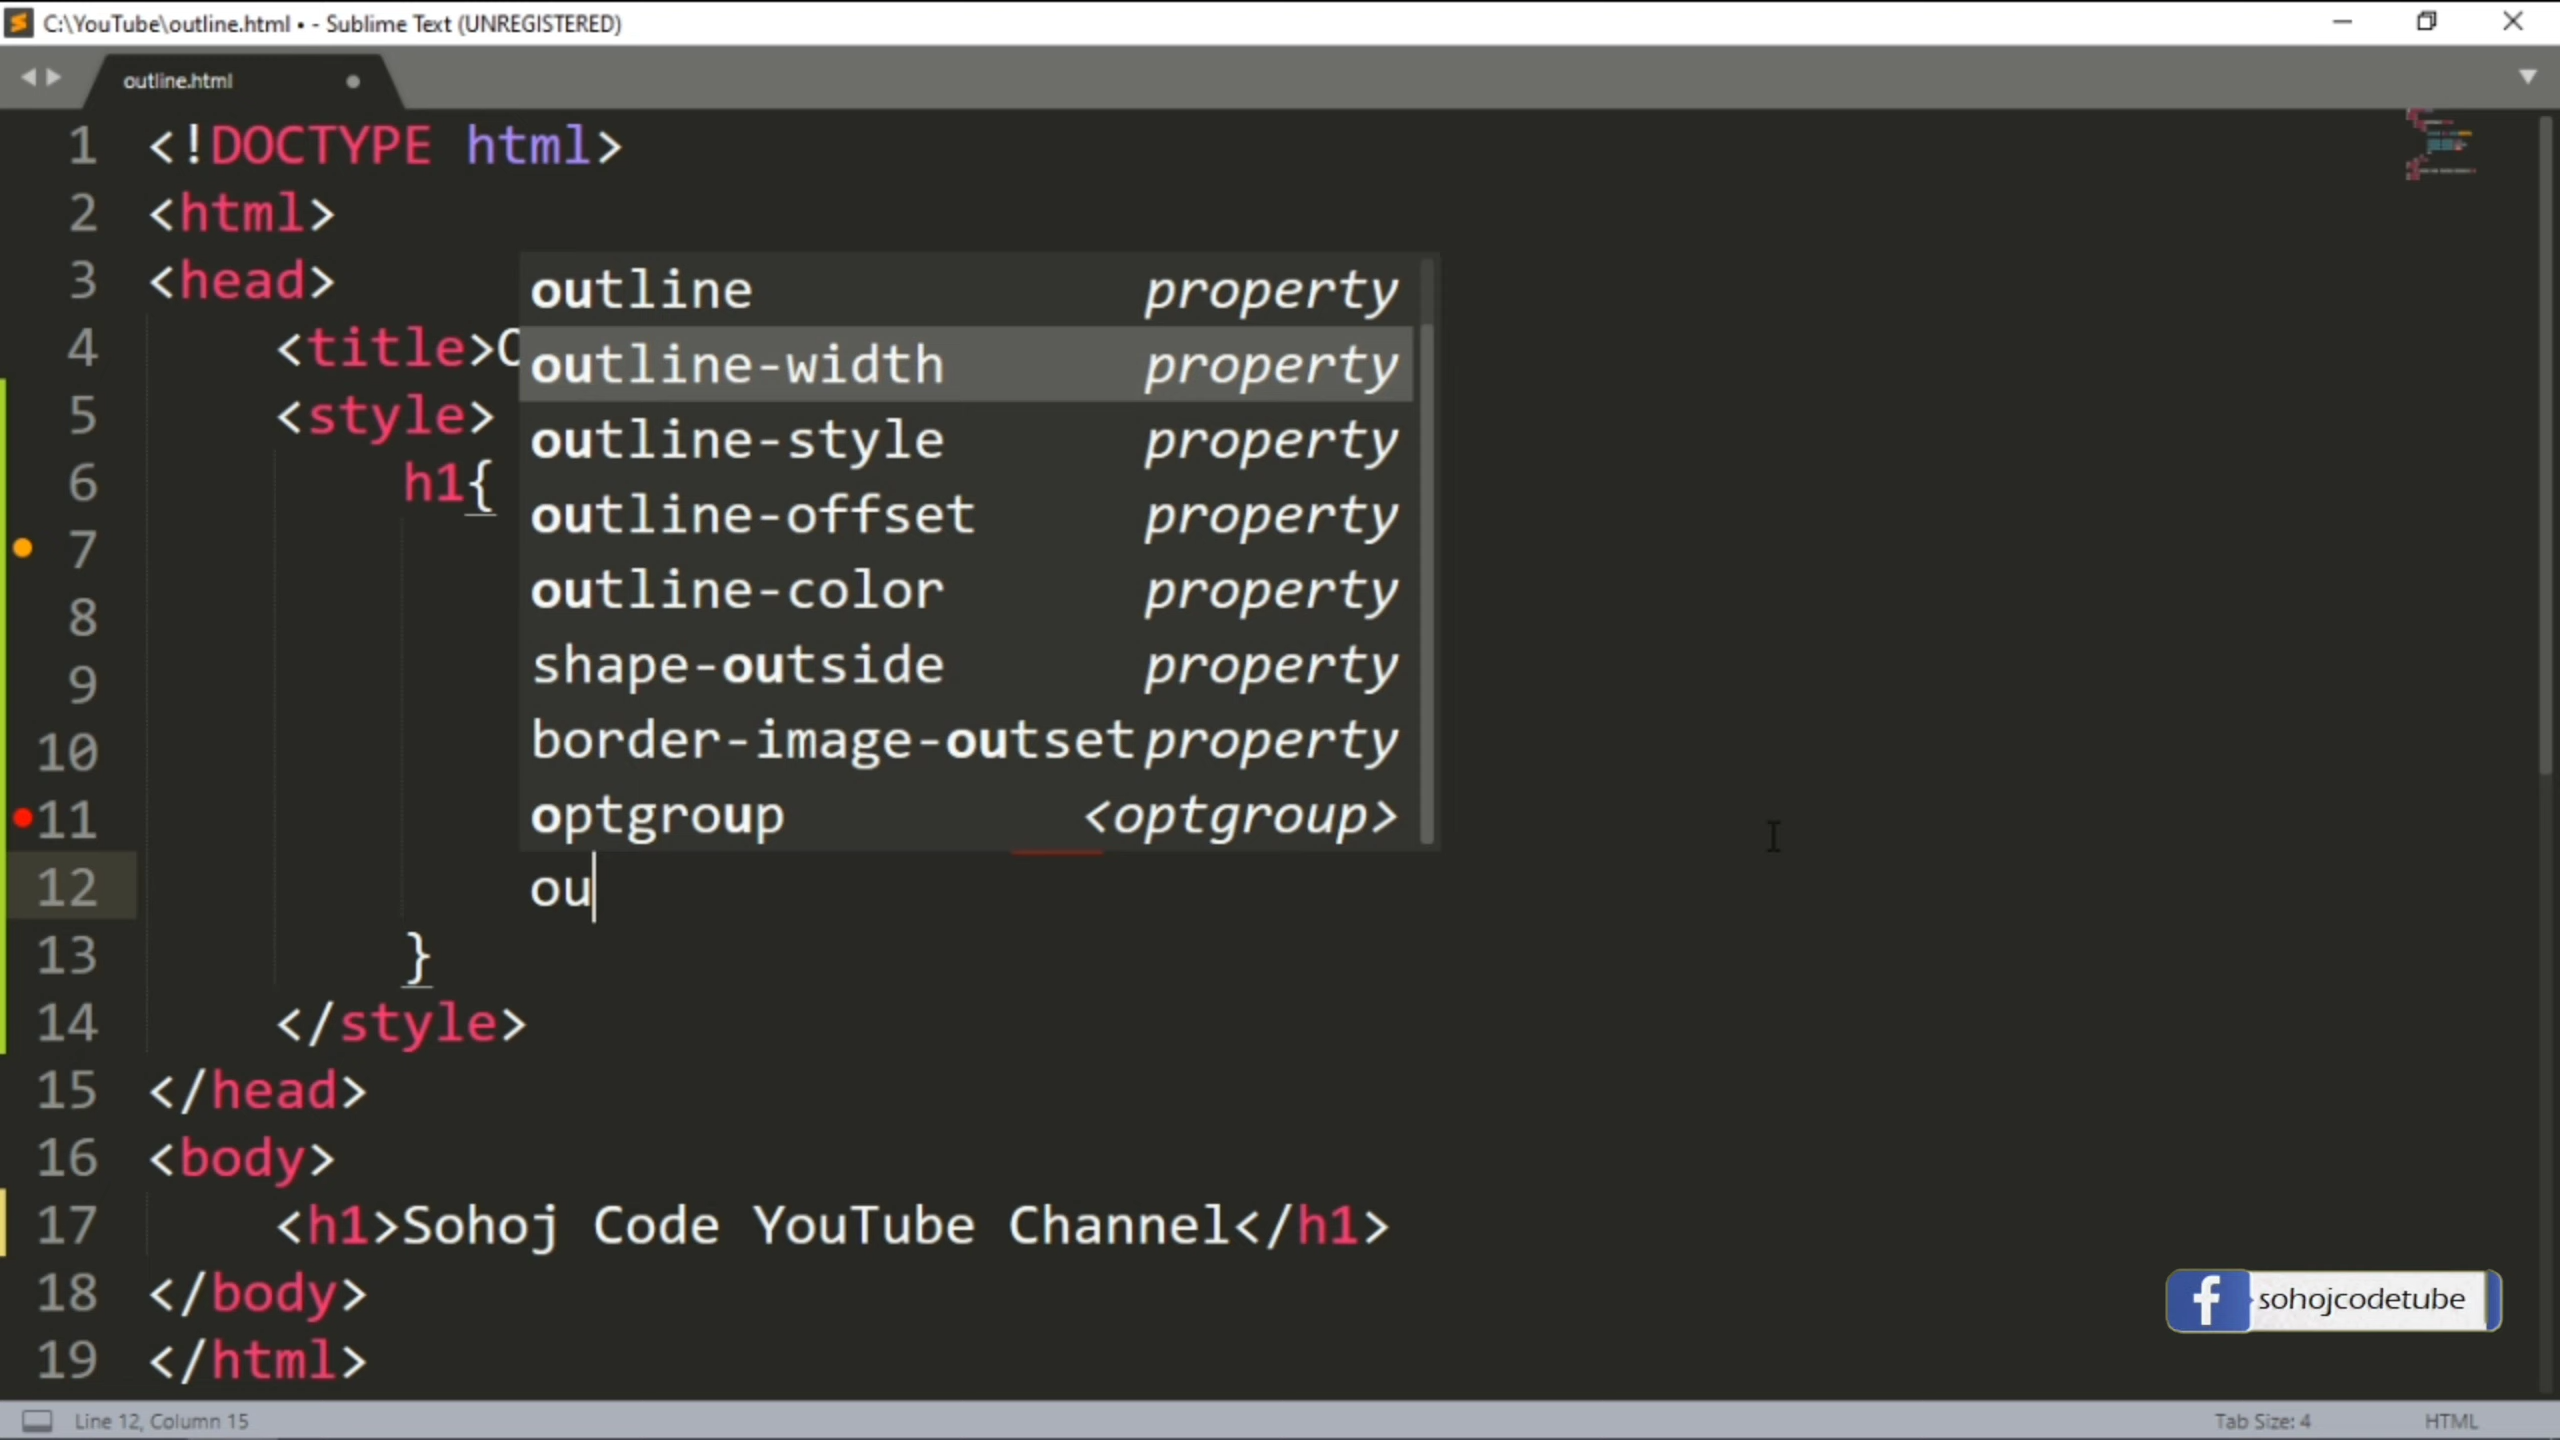 C:\YouTube\outline.html • - Sublime Text (UNREGISTERED)
outline.html
1 <!DOCTYPE html>
2 <html>
3 <head>
4 <title>
5 <style>
6 h1{
7
8
9
10
11
12 ou
13 }
14 </style>
15 </head>
16 <body>
17 <h1>Sohoj Code YouTube Channel</h1>
18 </body>
19 </html>
outline property
outline-width property
outline-style property
outline-offset property
outline-color property
shape-outside property
border-image-outset property
optgroup <optgroup>
f sohojcodetube
Line 12, Column 15
Tab Size: 4
HTML